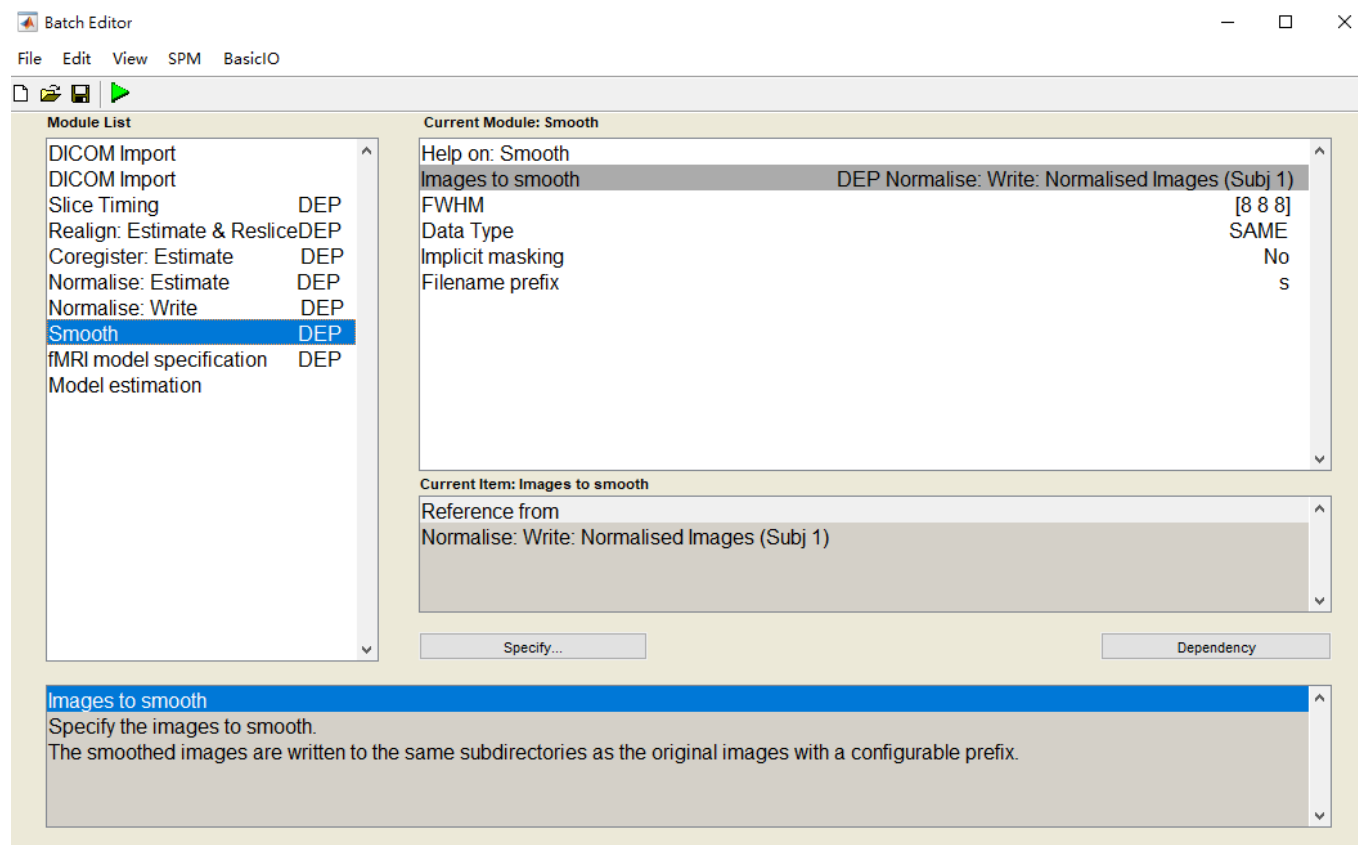 Batch Editor
File Edit View SPM BasicIO
Module List
DICOM Import
DICOM Import
Slice Timing DEP
Realign: Estimate & ResliceDEP
Coregister: Estimate DEP
Normalise: Estimate DEP
Normalise: Write DEP
Smooth DEP
fMRI model specification DEP
Model estimation
Current Module: Smooth
Help on: Smooth
Images to smooth DEP Normalise: Write: Normalised Images (Subj 1)
FWHM [8 8 8]
Data Type SAME
Implicit masking No
Filename prefix s
Current Item: Images to smooth
Reference from
Normalise: Write: Normalised Images (Subj 1)
Specify... Dependency
Images to smooth
Specify the images to smooth.
The smoothed images are written to the same subdirectories as the original images with a configurable prefix.